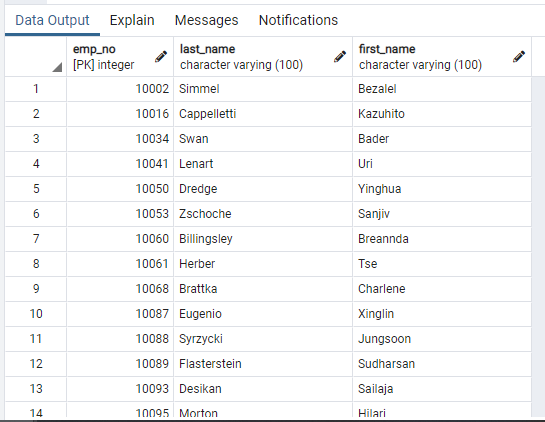 Data Output Explain Messages Notifications
emp_no last_name first_name
[PK] integer character varying (100) character varying (100)
1 10002 Simmel Bezalel
2 10016 Cappelletti Kazuhito
3 10034 Swan Bader
4 10041 Lenart Uri
5 10050 Dredge Yinghua
6 10053 Zschoche Sanjiv
7 10060 Billingsley Breannda
8 10061 Herber Tse
9 10068 Brattka Charlene
10 10087 Eugenio Xinglin
11 10088 Syrzycki Jungsoon
12 10089 Flasterstein Sudharsan
13 10093 Desikan Sailaja
14 10095 Morton Hilari